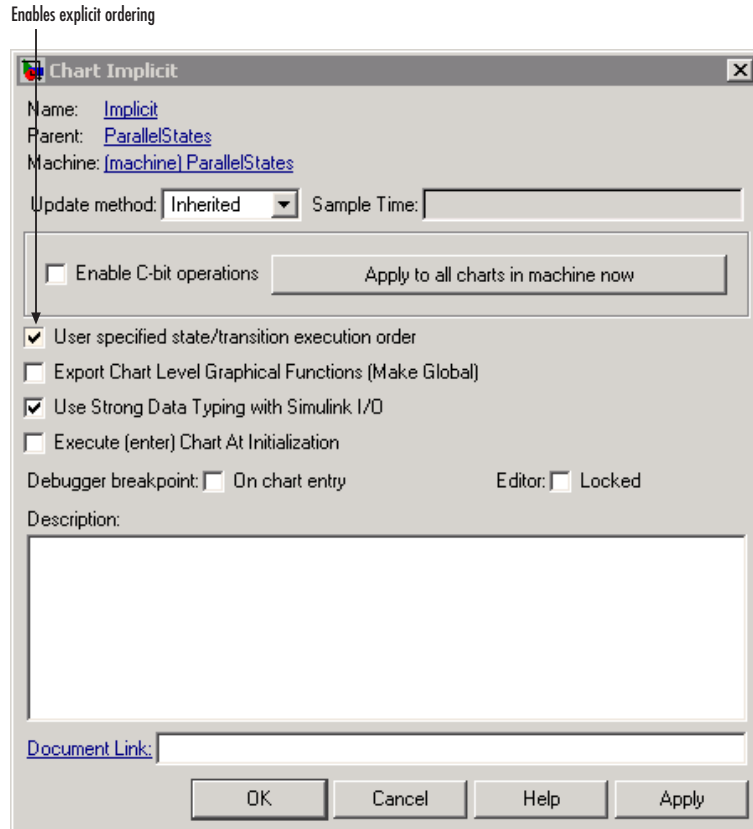 Enables explicit ordering
Chart Implicit
Name: Implicit
Parent: ParallelStates
Machine: (machine) ParallelStates
Update method: Inherited Sample Time:
Enable C-bit operations Apply to all charts in machine now
User specified state/transition execution order
Export Chart Level Graphical Functions (Make Global)
Use Strong Data Typing with Simulink I/O
Execute (enter) Chart At Initialization
Debugger breakpoint: On chart entry Editor: Locked
Description:
Document Link:
OK Cancel Help Apply